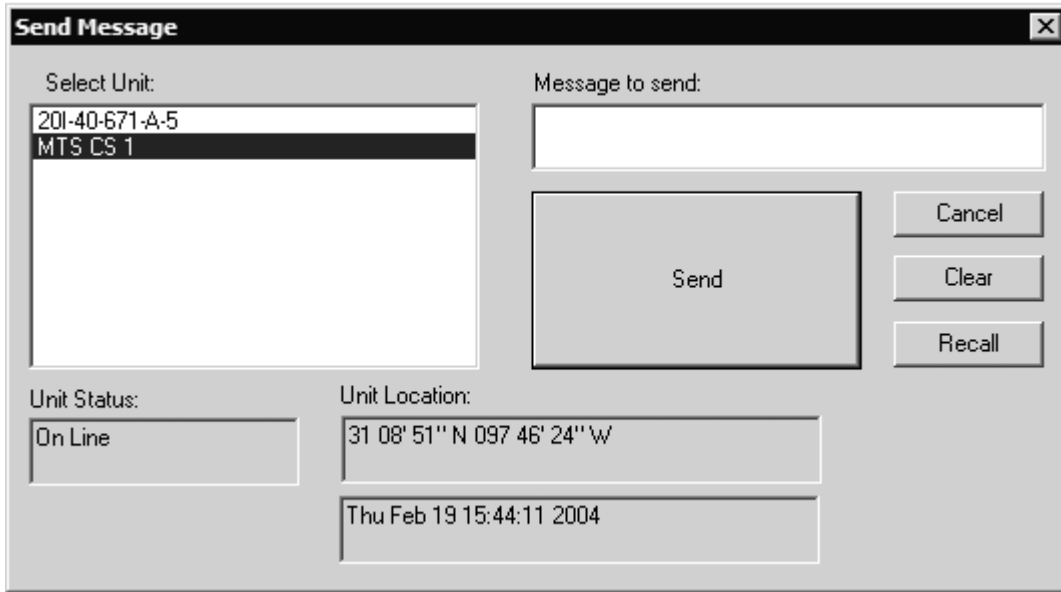 Send Message
Select Unit:
20I-40-671-A-5
MTS CS 1
Message to send:
Send
Cancel
Clear
Recall
Unit Status:
On Line
Unit Location:
31 08' 51" N 097 46' 24" W
Thu Feb 19 15:44:11 2004